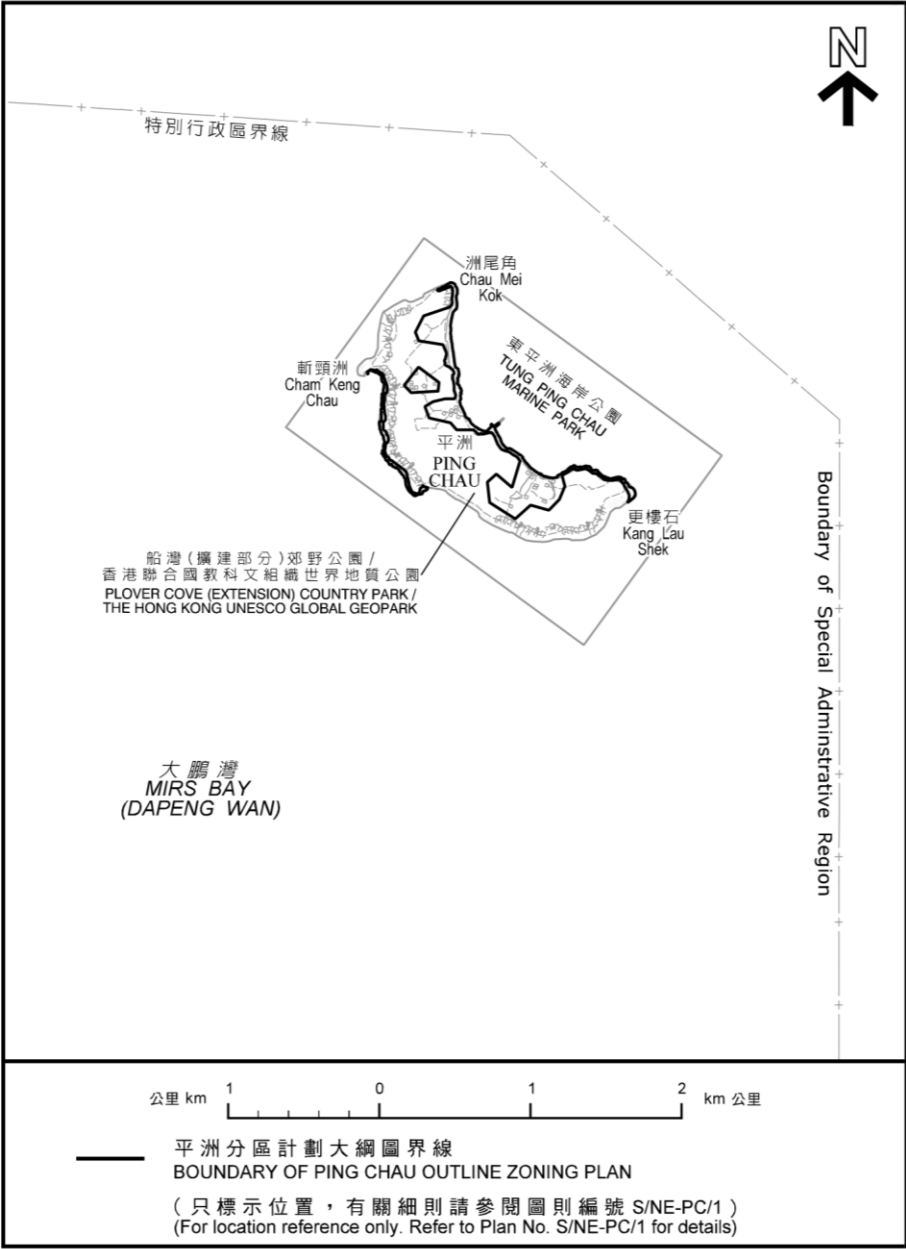 N
特別行政區界線
洲尾角
Chau Mei
Kok
東平洲海岸公園
TUNG PING CHAU
MARINE PARK
斬頸洲
Cham Keng
Chau
平洲
PING
CHAU
更樓石
Kang Lau
Shek
船灣(擴建部分)郊野公園/
香港聯合國教科文組織世界地質公園
PLOVER COVE (EXTENSION) COUNTRY PARK /
THE HONG KONG UNESCO GLOBAL GEOPARK
Boundary of Special Adminstrative Region
大鵬灣
MIRS BAY
(DAPENG WAN)
公里 km 1 0 1 2 km 公里
平洲分區計劃大綱圖界線
BOUNDARY OF PING CHAU OUTLINE ZONING PLAN
(只標示位置,有關細則請參閱圖則編號 S/NE-PC/1)
(For location reference only. Refer to Plan No. S/NE-PC/1 for details)